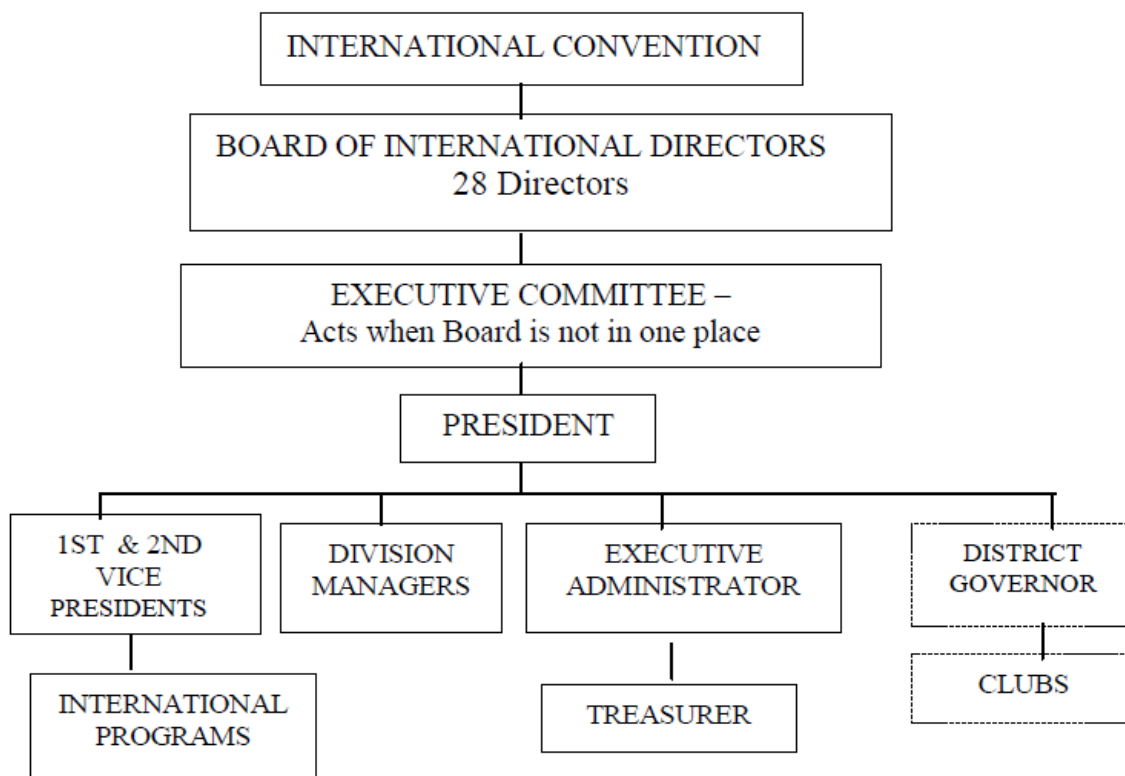 INTERNATIONAL CONVENTION
BOARD OF INTERNATIONAL DIRECTORS
28 Directors
EXECUTIVE COMMITTEE –
Acts when Board is not in one place
PRESIDENT
1ST & 2ND
VICE
PRESIDENTS
DIVISION
MANAGERS
EXECUTIVE
ADMINISTRATOR
DISTRICT
GOVERNOR
INTERNATIONAL
PROGRAMS
TREASURER
CLUBS